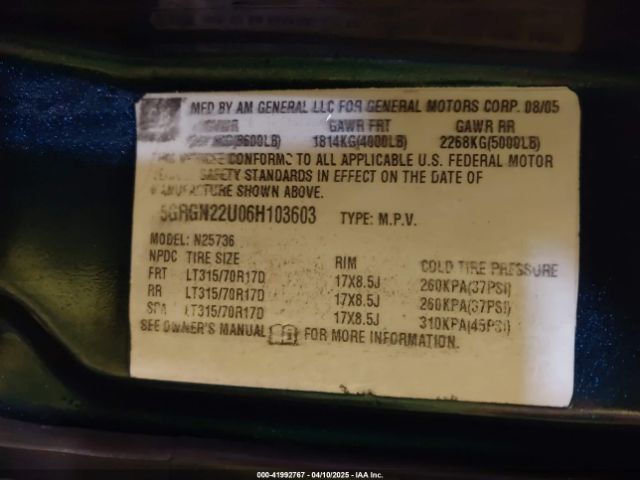 MFD BY AM GENERAL LLC FOR GENERAL MOTORS CORP. 08/05
GVWR GAWR FRT GAWR RR
(8600LB) 1814KG(4000LB) 2268KG(5000LB)
THIS VEHICLE CONFORMS TO ALL APPLICABLE U.S. FEDERAL MOTOR
SAFETY STANDARDS IN EFFECT ON THE DATE OF
MANUFACTURE SHOWN ABOVE.
5GRGN22U06H103603 TYPE: M.P.V.
MODEL: N25736
NPDC TIRE SIZE RIM COLD TIRE PRESSURE
FRT LT315/70R17D 17X8.5J 260KPA(37PSI)
RR LT315/70R17D 17X8.5J 260KPA(37PSI)
SPA LT315/70R17D 17X8.5J 310KPA(45PSI)
SEE OWNER'S MANUAL FOR MORE INFORMATION.
000-41992767 - 04/10/2025 - IAA Inc.